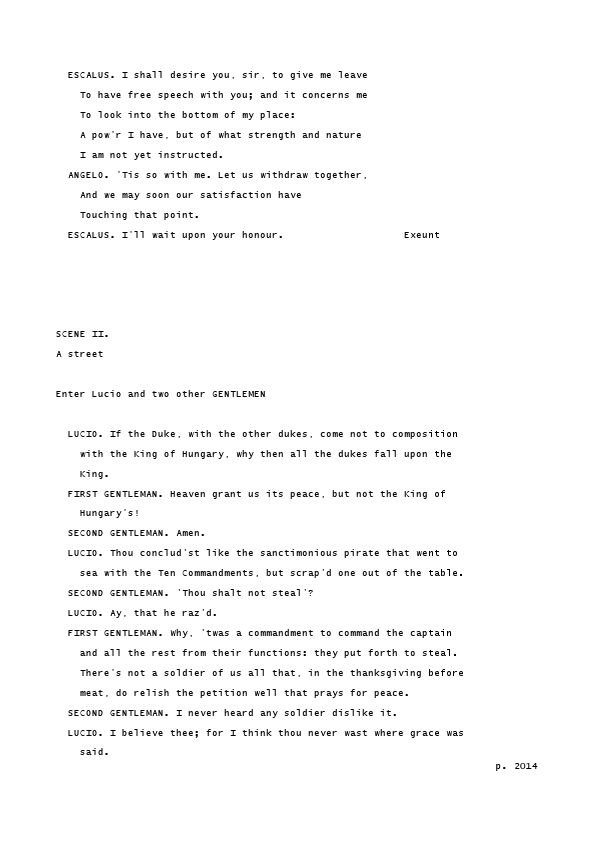 ESCALUS. I shall desire you, sir, to give me leave
To have free speech with you; and it concerns me
To look into the bottom of my place:
A pow'r I have, but of what strength and nature
I am not yet instructed.
ANGELO. 'Tis so with me. Let us withdraw together,
And we may soon our satisfaction have
Touching that point.
ESCALUS. I'll wait upon your honour. Exeunt
SCENE II.
A street
Enter Lucio and two other GENTLEMEN
LUCIO. If the Duke, with the other dukes, come not to composition
with the King of Hungary, why then all the dukes fall upon the
King.
FIRST GENTLEMAN. Heaven grant us its peace, but not the King of
Hungary's!
SECOND GENTLEMAN. Amen.
LUCIO. Thou conclud'st like the sanctimonious pirate that went to
sea with the Ten Commandments, but scrap'd one out of the table.
SECOND GENTLEMAN. 'Thou shalt not steal'?
LUCIO. Ay, that he raz'd.
FIRST GENTLEMAN. Why, 'twas a commandment to command the captain
and all the rest from their functions: they put forth to steal.
There's not a soldier of us all that, in the thanksgiving before
meat, do relish the petition well that prays for peace.
SECOND GENTLEMAN. I never heard any soldier dislike it.
LUCIO. I believe thee; for I think thou never wast where grace was
said.
p. 2014